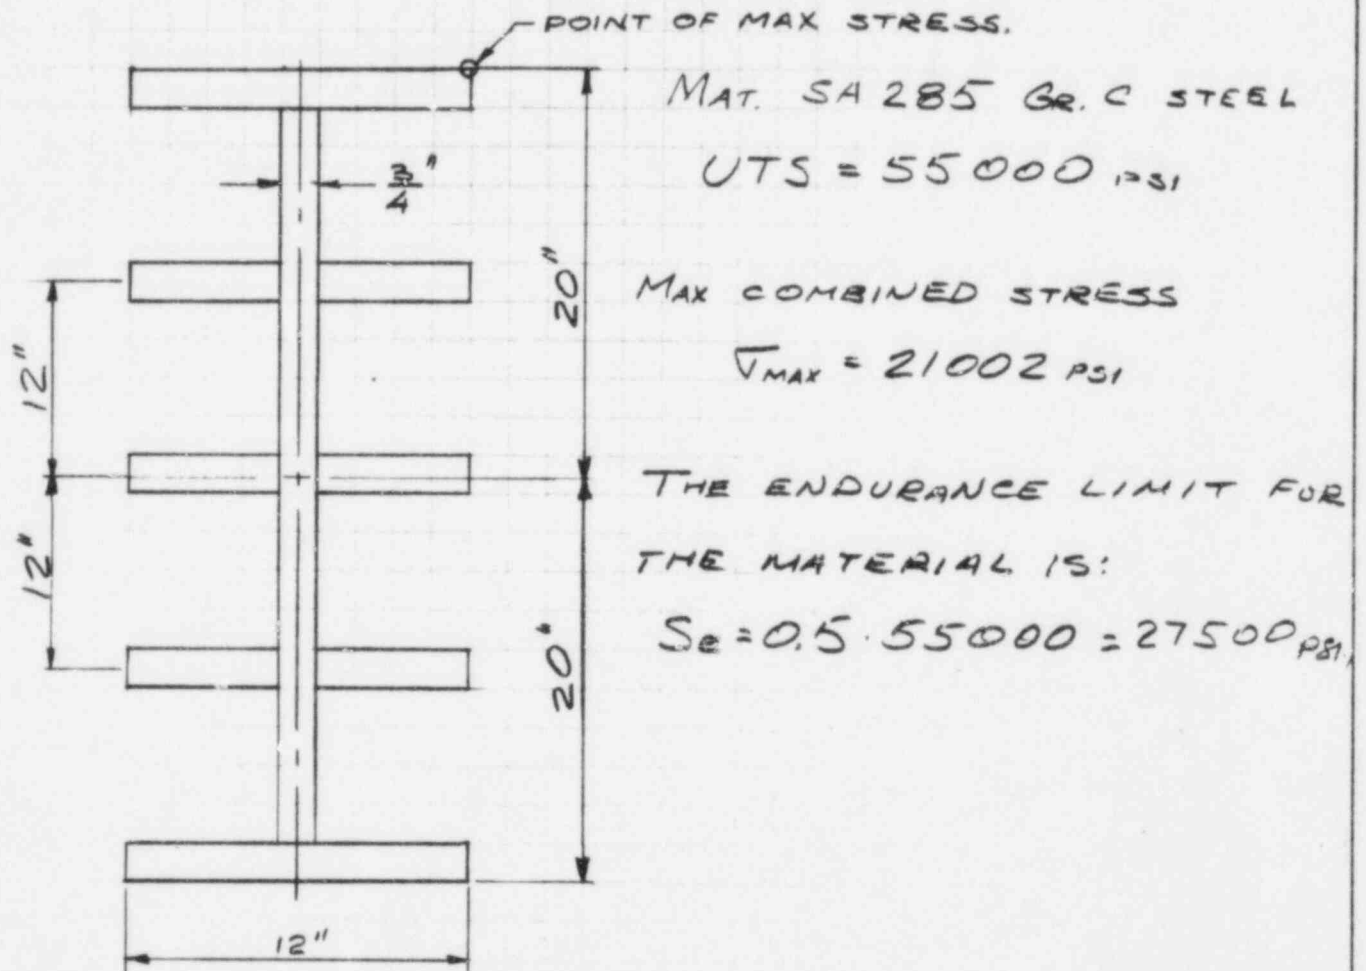 POINT OF MAX STRESS.
MAT. SA 285 GR. C STEEL
UTS = 55000 PSI
3/4"
20"
12"
MAX COMBINED STRESS
σMAX = 21002 PSI
THE ENDURANCE LIMIT FOR
THE MATERIAL IS:
Se = 0.5 · 55000 = 27500 PSI
12"
20"
12"